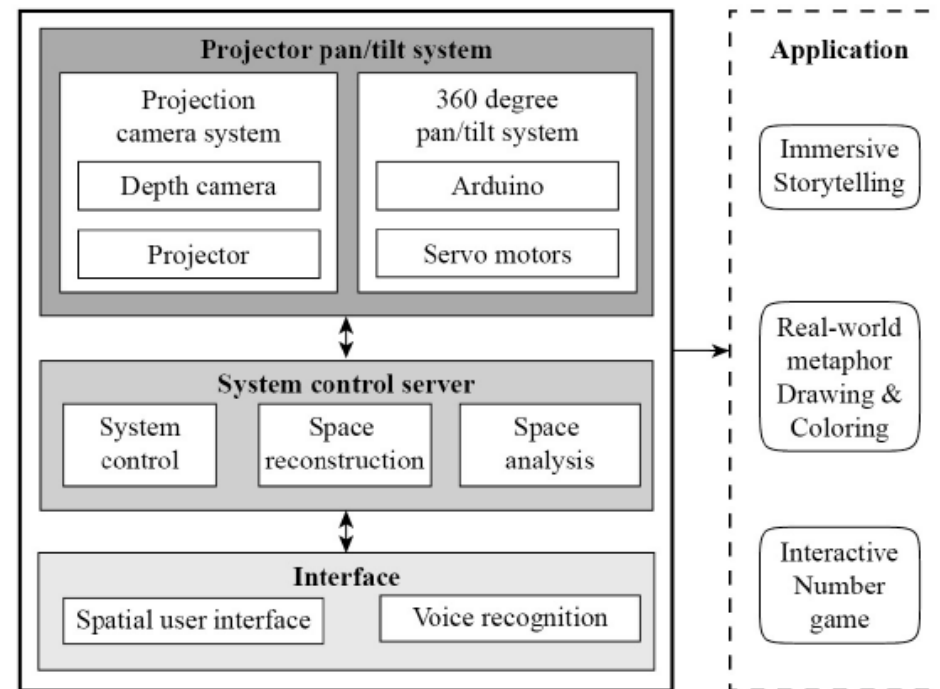 Projector pan/tilt system
Projection
camera system
Depth camera
Projector
360 degree
pan/tilt system
Arduino
Servo motors
System control server
System
control
Space
reconstruction
Space
analysis
Interface
Spatial user interface
Voice recognition
Application
Immersive
Storytelling
Real-world
metaphor
Drawing &
Coloring
Interactive
Number
game